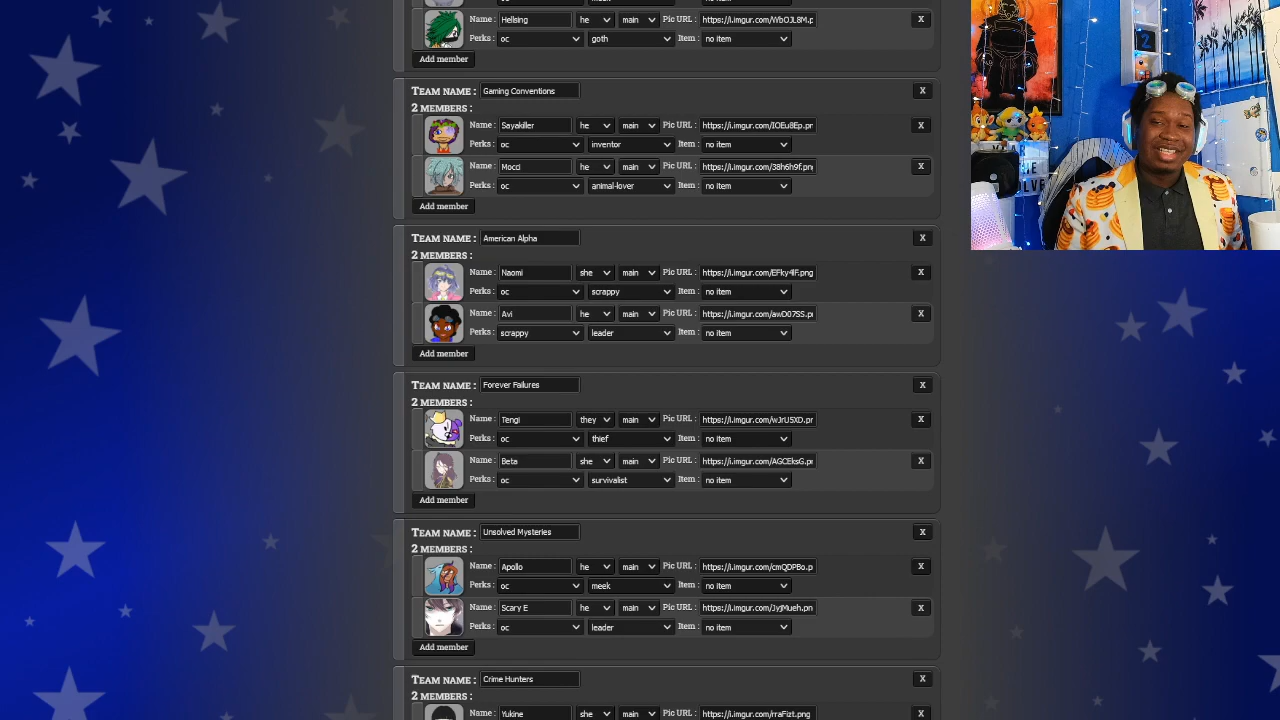 Name : Hellsing he main Pic URL : https://i.imgur.com/WbOJL8M.p X
Perks : oc goth Item : no item
Add member
TEAM NAME : Gaming Conventions X
2 MEMBERS :
Name : Sayakiller he main Pic URL : https://i.imgur.com/IOEu8Ep.pr X
Perks : oc inventor Item : no item
Name : Mocci he main Pic URL : https://i.imgur.com/38h6h9f.pn X
Perks : oc animal-lover Item : no item
Add member
TEAM NAME : American Alpha X
2 MEMBERS :
Name : Naomi she main Pic URL : https://i.imgur.com/EFky4lF.png X
Perks : oc scrappy Item : no item
Name : Avi he main Pic URL : https://i.imgur.com/awD07SS.p X
Perks : scrappy leader Item : no item
Add member
TEAM NAME : Forever Failures X
2 MEMBERS :
Name : Tengi they main Pic URL : https://i.imgur.com/wJrU5XD.pr X
Perks : oc thief Item : no item
Name : Beta she main Pic URL : https://i.imgur.com/AGCEksG.pr X
Perks : oc survivalist Item : no item
Add member
TEAM NAME : Unsolved Mysteries X
2 MEMBERS :
Name : Apollo he main Pic URL : https://i.imgur.com/cmQDPBo.p X
Perks : oc meek Item : no item
Name : Scary E he main Pic URL : https://i.imgur.com/JyJMueh.pn X
Perks : oc leader Item : no item
Add member
TEAM NAME : Crime Hunters X
2 MEMBERS :
Name : Yukine she main Pic URL : https://i.imgur.com/rraFizt.png X